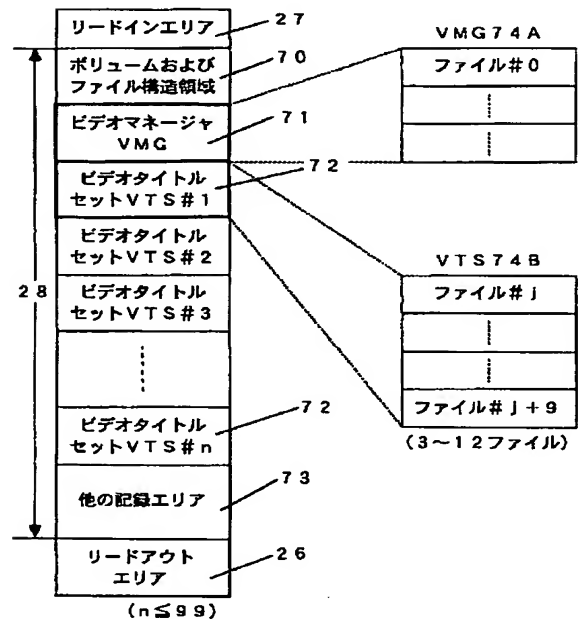 リードインエリア
27
ボリュームおよび
ファイル構造領域
70
ビデオマネージャ
VMG
71
ビデオタイトル
セットVTS#1
72
ビデオタイトル
セットVTS#2
ビデオタイトル
セットVTS#3
28
ビデオタイトル
セットVTS#n
72
他の記録エリア
73
リードアウト
エリア
26
(n≦99)
VMG74A
ファイル#0
VTS74B
ファイル#j
ファイル#j+9
(3~12ファイル)